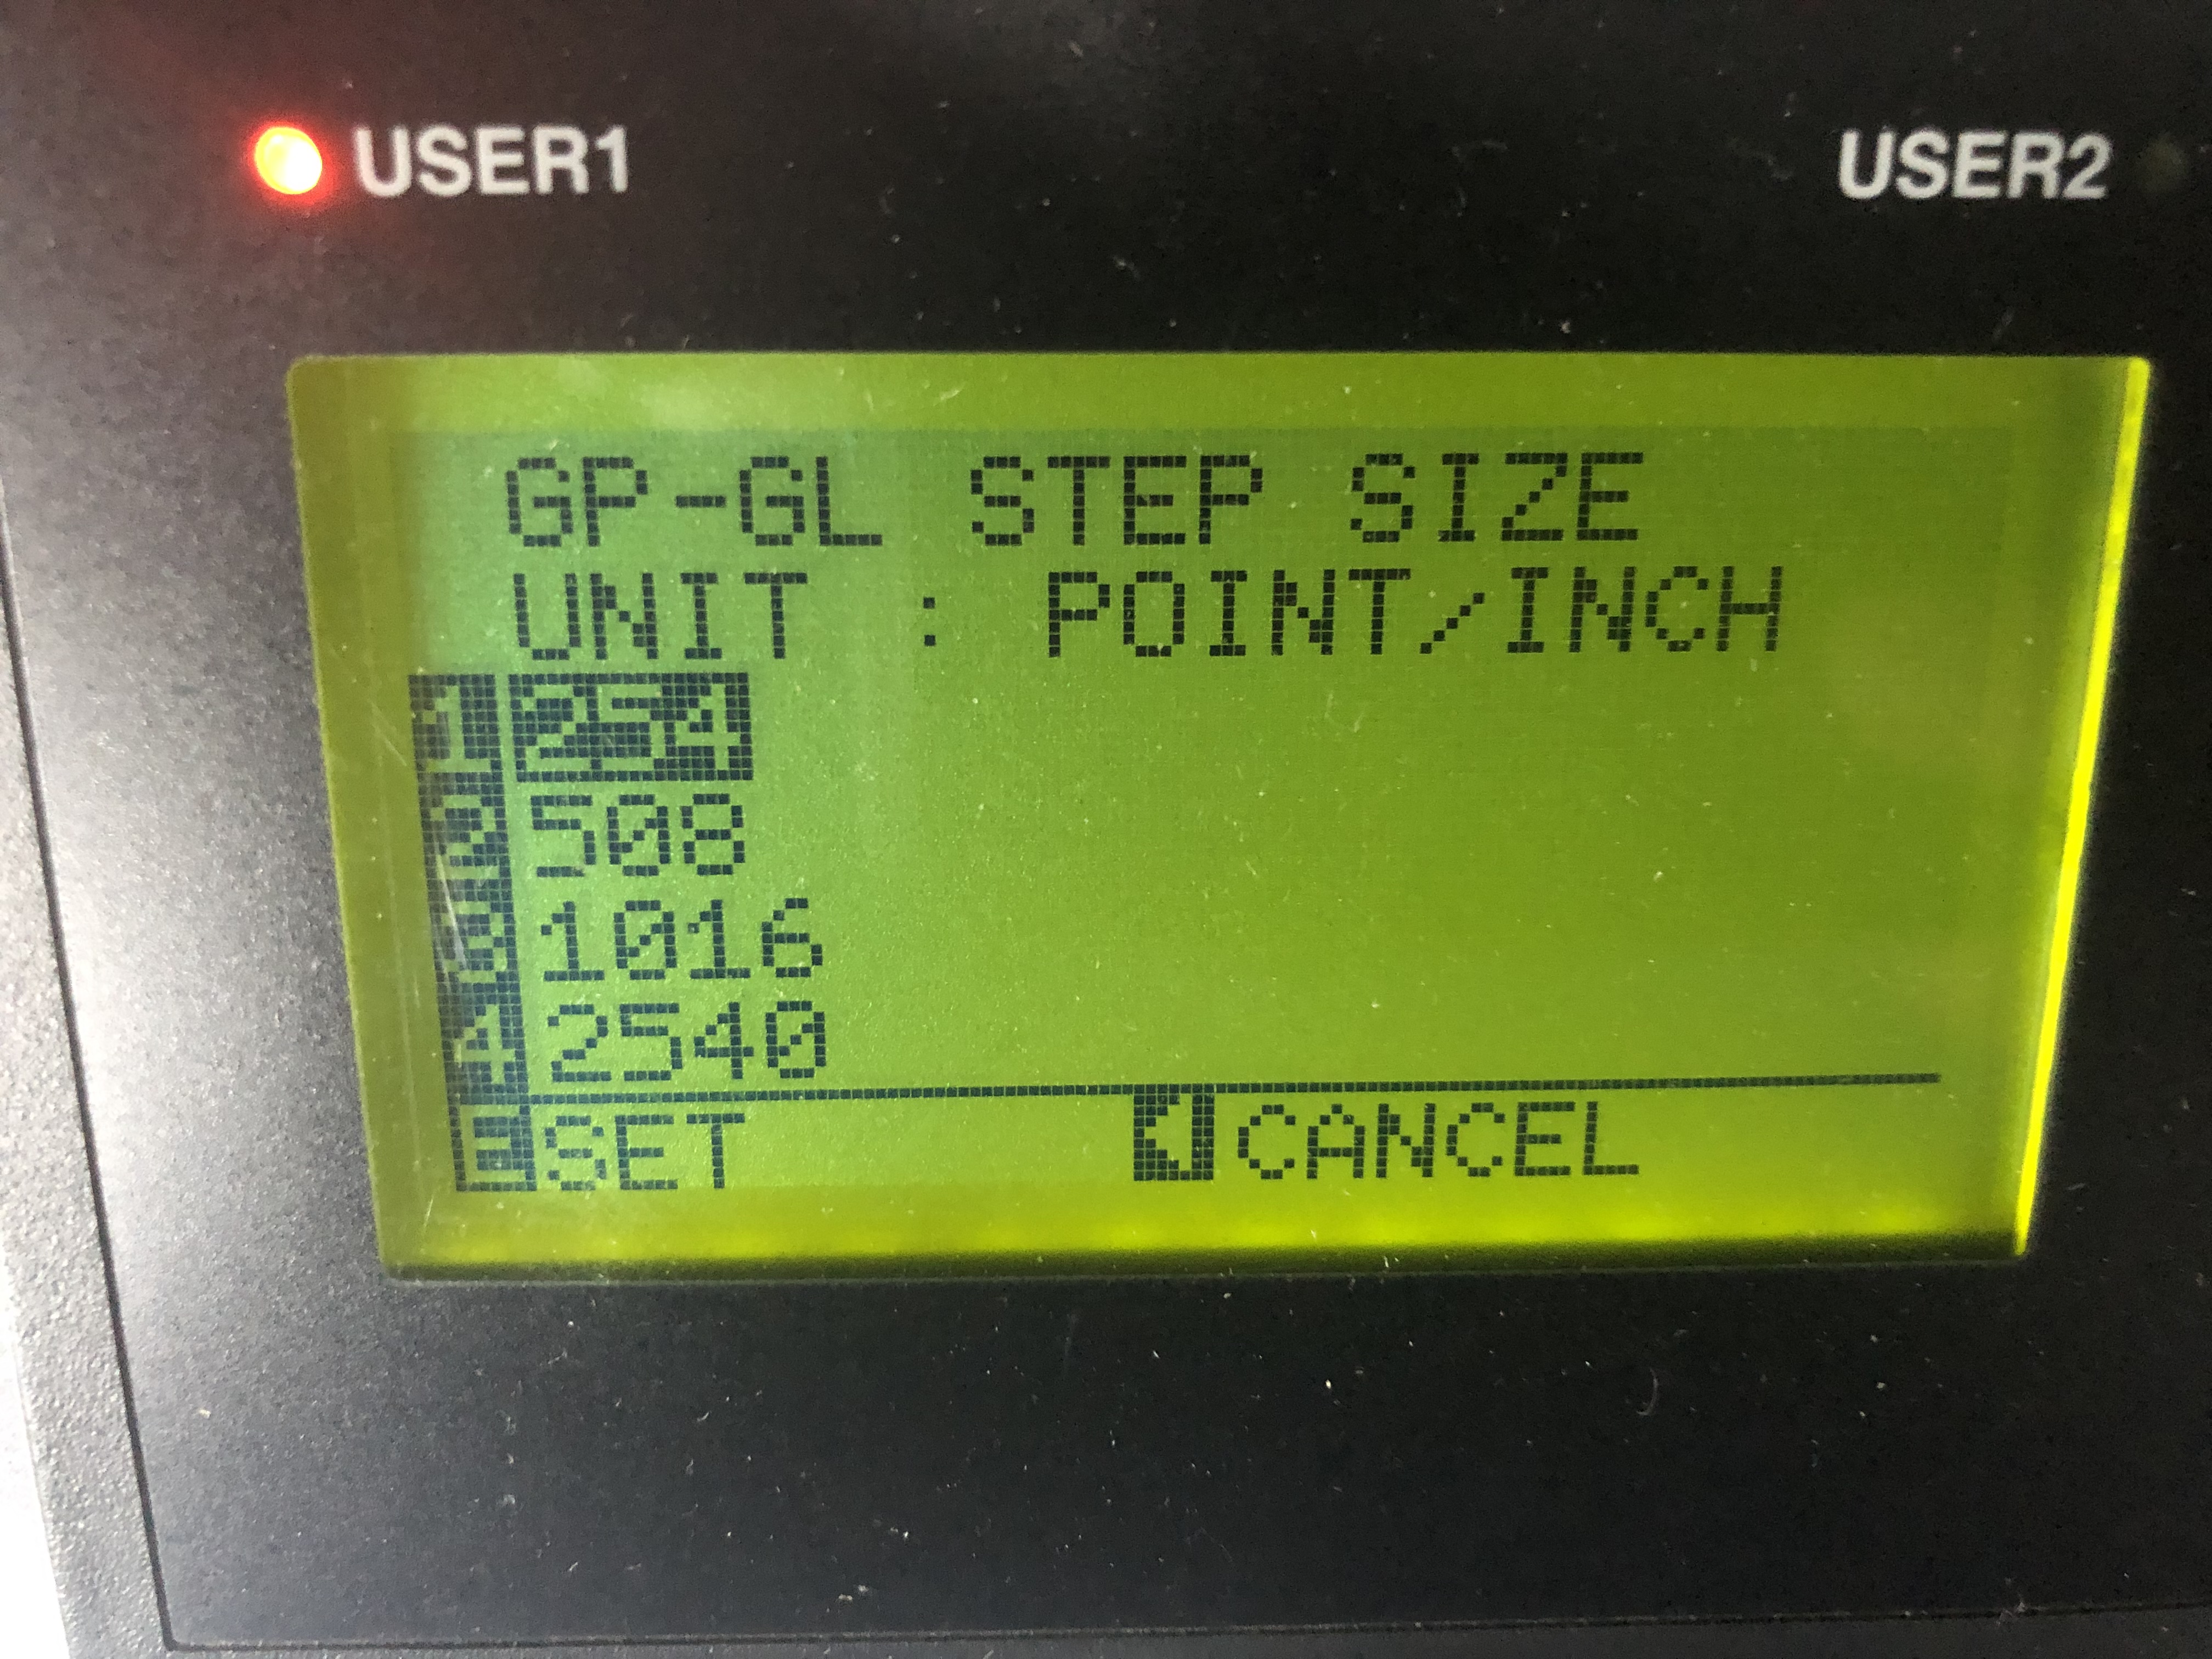 USER1 USER2
GP-GL STEP SIZE
UNIT : POINT/INCH
1 254
2 508
3 1016
4 2540
E SET CANCEL